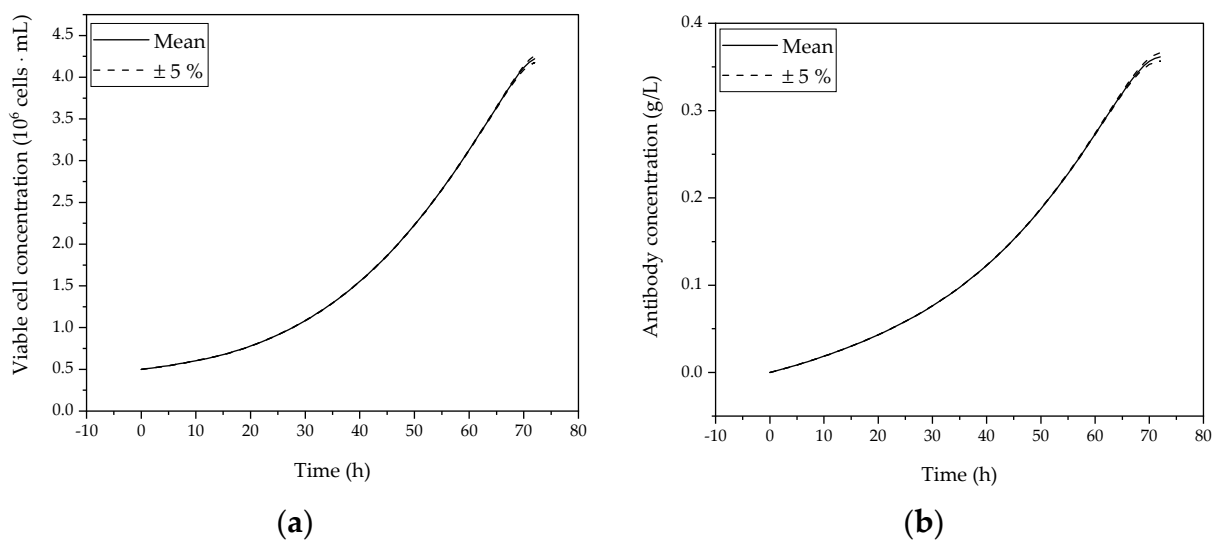 Mean
± 5 %
Viable cell concentration (10⁶ cells · mL)
4.5
4.0
3.5
3.0
2.5
2.0
1.5
1.0
0.5
0.0
-10 0 10 20 30 40 50 60 70 80
Time (h)
(a)
Mean
± 5 %
Antibody concentration (g/L)
0.4
0.3
0.2
0.1
0.0
-10 0 10 20 30 40 50 60 70 80
Time (h)
(b)